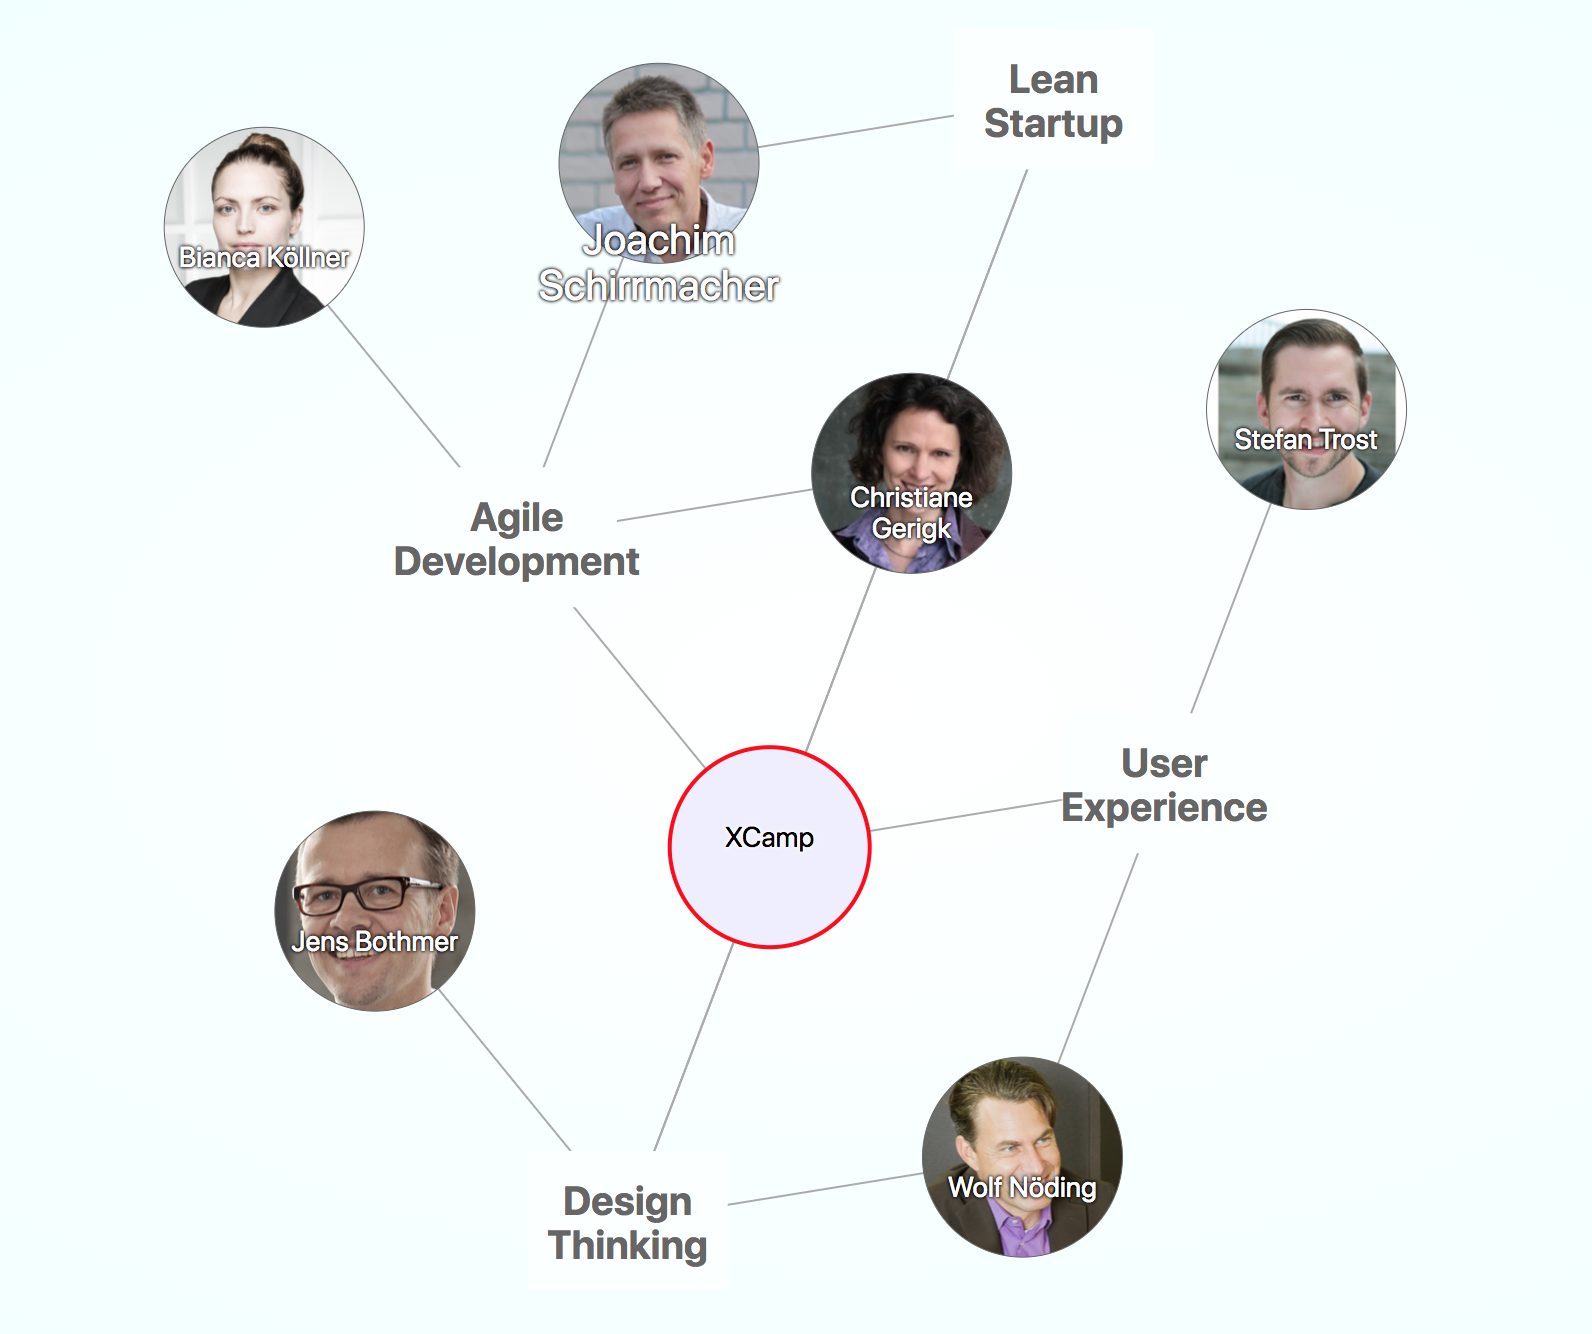 Lean
Startup
Joachim
Schirrmacher
Bianca Köllner
Stefan Trost
Christiane
Gerigk
Agile
Development
User
Experience
XCamp
Jens Bothmer
Wolf Nöding
Design
Thinking